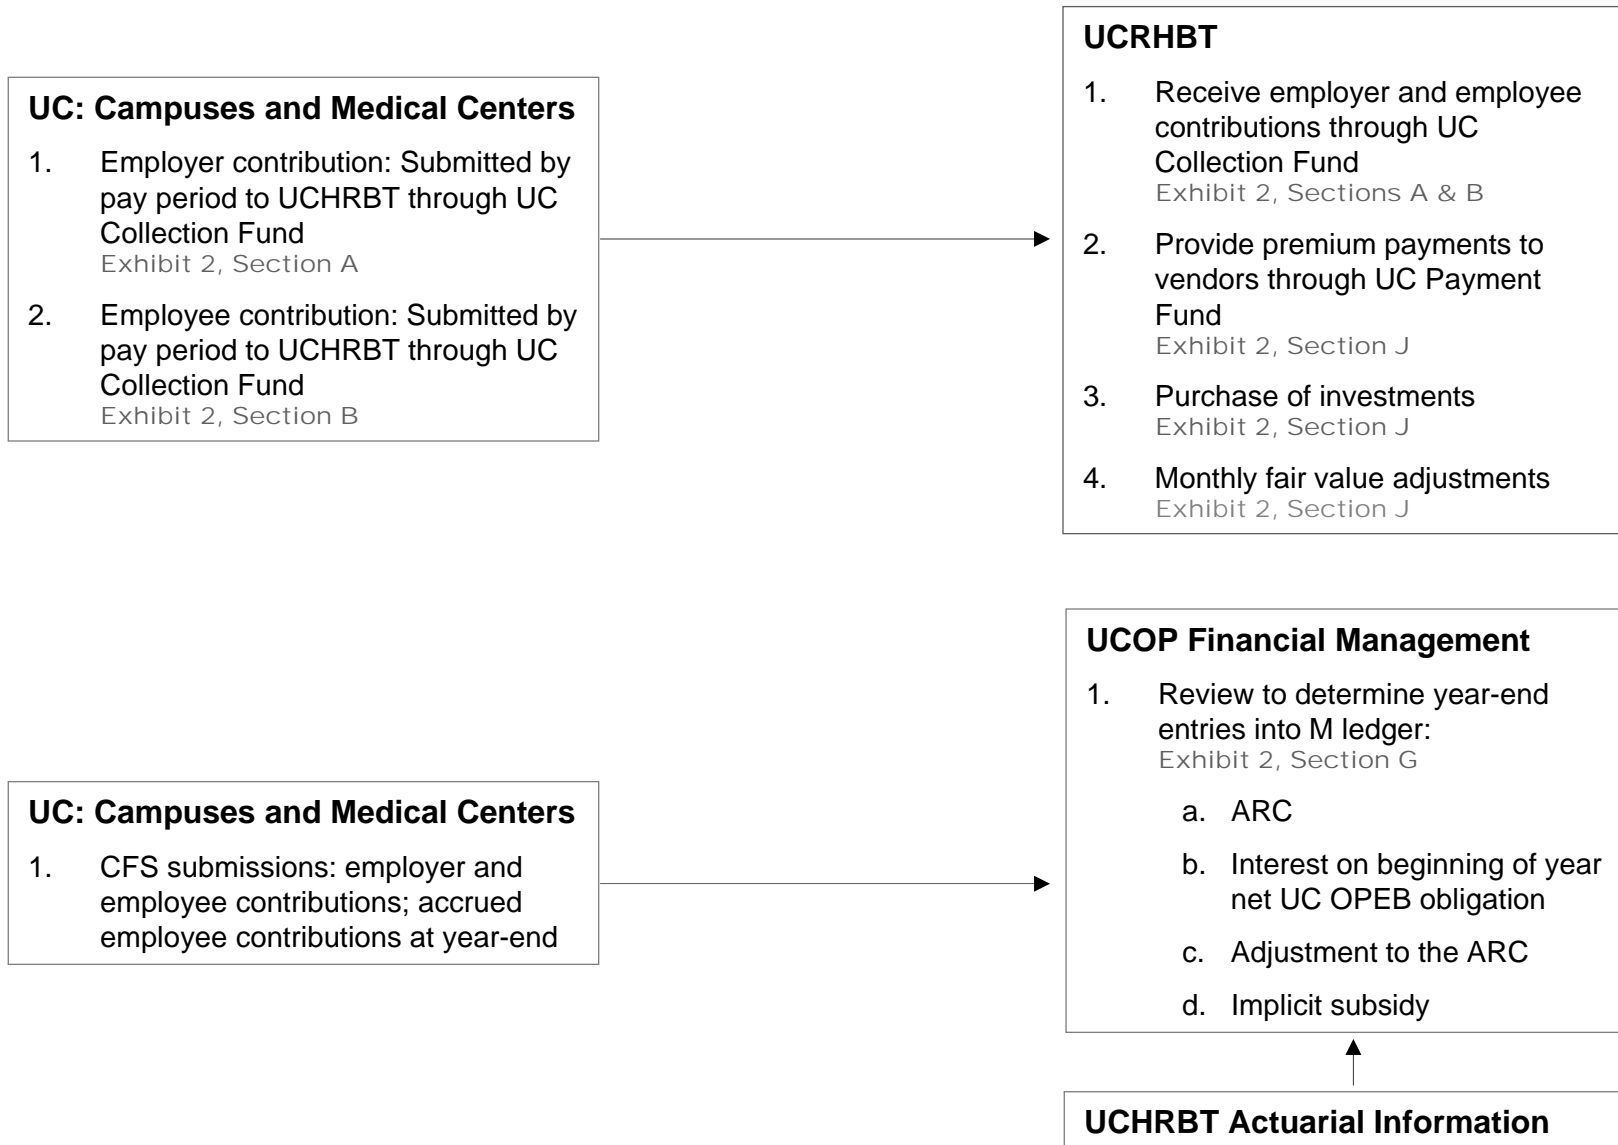 UC: Campuses and Medical Centers
1. Employer contribution: Submitted by
pay period to UCHRBT through UC
Collection Fund
Exhibit 2, Section A
2. Employee contribution: Submitted by
pay period to UCHRBT through UC
Collection Fund
Exhibit 2, Section B
UCRHBT
1. Receive employer and employee
contributions through UC
Collection Fund
Exhibit 2, Sections A & B
2. Provide premium payments to
vendors through UC Payment
Fund
Exhibit 2, Section J
3. Purchase of investments
Exhibit 2, Section J
4. Monthly fair value adjustments
Exhibit 2, Section J
UC: Campuses and Medical Centers
1. CFS submissions: employer and
employee contributions; accrued
employee contributions at year-end
UCOP Financial Management
1. Review to determine year-end
entries into M ledger:
Exhibit 2, Section G
a. ARC
b. Interest on beginning of year
net UC OPEB obligation
c. Adjustment to the ARC
d. Implicit subsidy
UCHRBT Actuarial Information